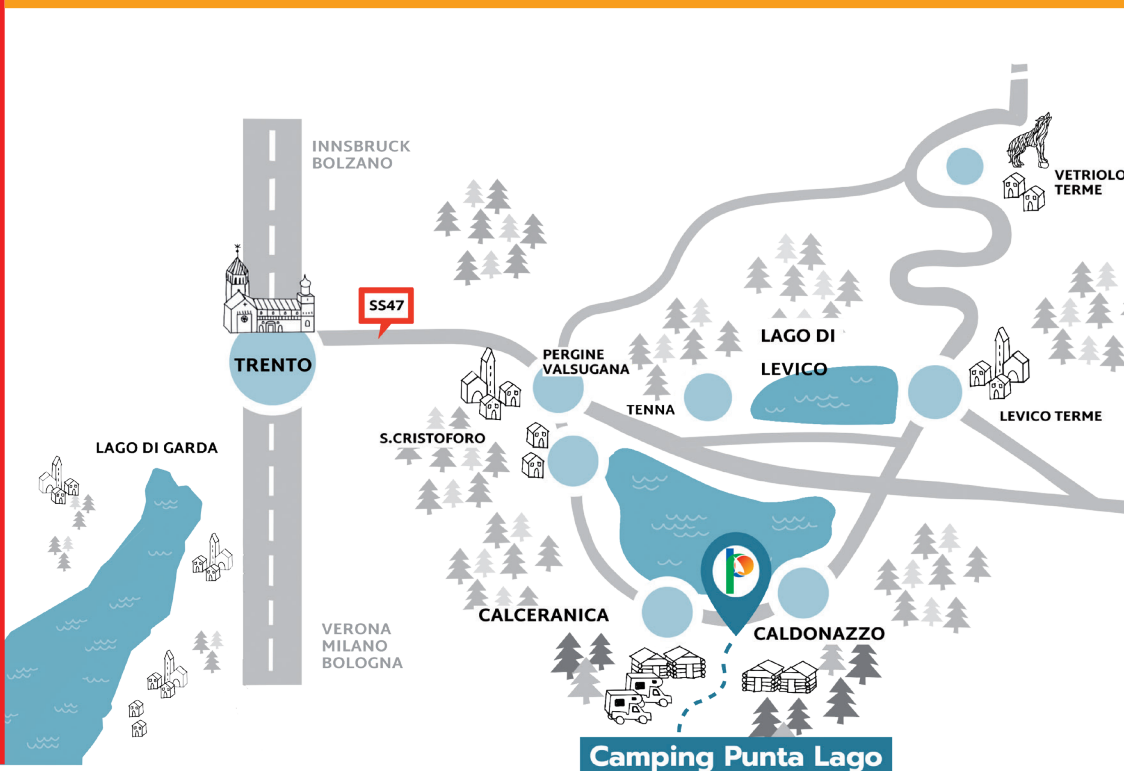 INNSBRUCK
BOLZANO
VETRIOLO
TERME
SS47
LAGO DI
LEVICO
TRENTO
PERGINE
VALSUGANA
TENNA
LEVICO TERME
S.CRISTOFORO
LAGO DI GARDA
CALCERANICA
CALDONAZZO
VERONA
MILANO
BOLOGNA
Camping Punta Lago